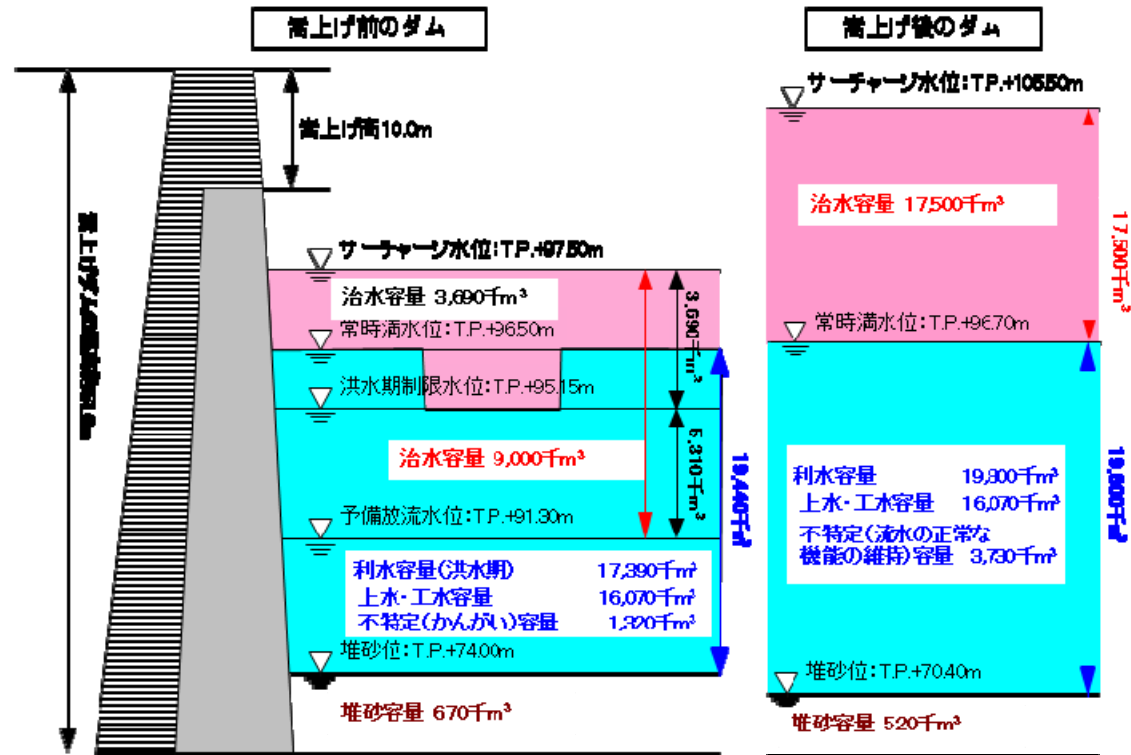 嵩上げ前のダム
嵩上げ後のダム
嵩上げ高10.0m
サーチャージ水位:T.P.+97.50m
治水容量 3,690千m³
常時満水位:T.P.+96.50m
洪水期制限水位:T.P.+95.15m
治水容量 9,000千m³
予備放流水位:T.P.+91.30m
利水容量(洪水期) 17,390千m³
上水・工水容量 16,070千m³
不特定(かんがい)容量 1,320千m³
堆砂位:T.P.+74.00m
堆砂容量 670千m³
3,690千m³
5,310千m³
19,440千m³
サーチャージ水位:T.P.+105.50m
治水容量 17,500千m³
17,500千m³
常時満水位:T.P.+96.70m
利水容量 19,800千m³
上水・工水容量 16,070千m³
不特定(流水の正常な
機能の維持)容量 3,730千m³
19,800千m³
堆砂位:T.P.+70.40m
堆砂容量 520千m³